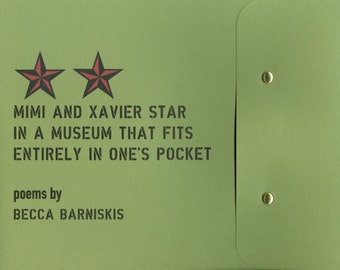 MIMI AND XAVIER STAR
IN A MUSEUM THAT FITS
ENTIRELY IN ONE'S POCKET
poems by
BECCA BARNISKIS